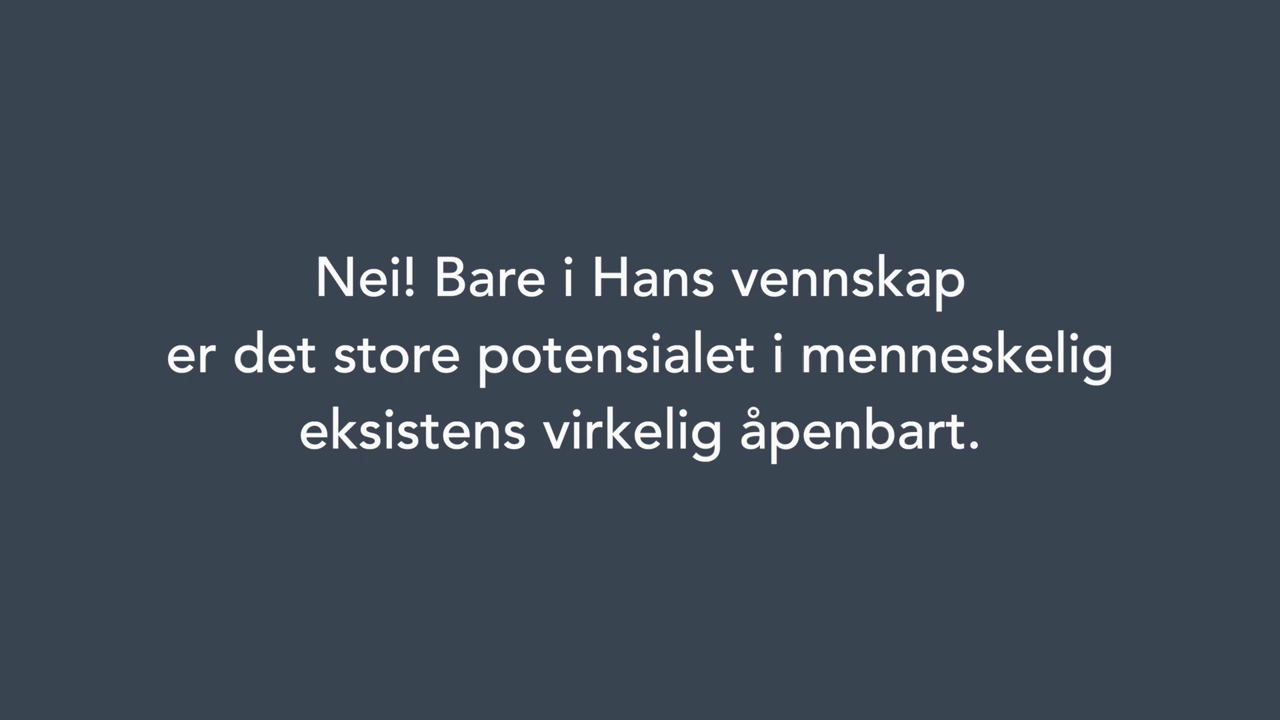 Nei! Bare i Hans vennskap
er det store potensialet i menneskelig
eksistens virkelig åpenbart.